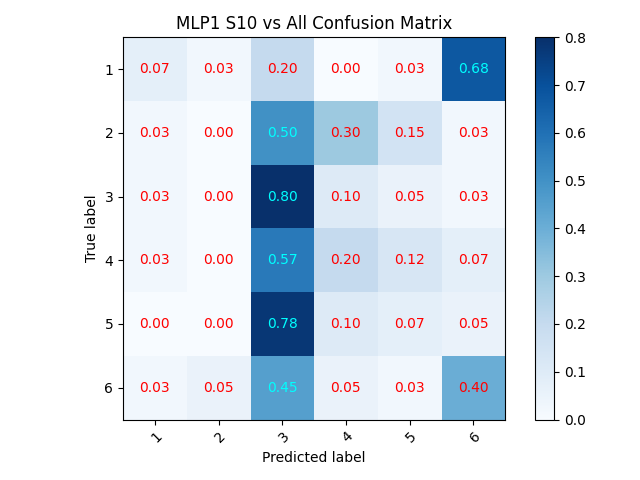 MLP1 S10 vs All Confusion Matrix
True label
1 0.07 0.03 0.20 0.00 0.03 0.68
2 0.03 0.00 0.50 0.30 0.15 0.03
3 0.03 0.00 0.80 0.10 0.05 0.03
4 0.03 0.00 0.57 0.20 0.12 0.07
5 0.00 0.00 0.78 0.10 0.07 0.05
6 0.03 0.05 0.45 0.05 0.03 0.40
1 2 3 4 5 6
Predicted label
0.8
0.7
0.6
0.5
0.4
0.3
0.2
0.1
0.0